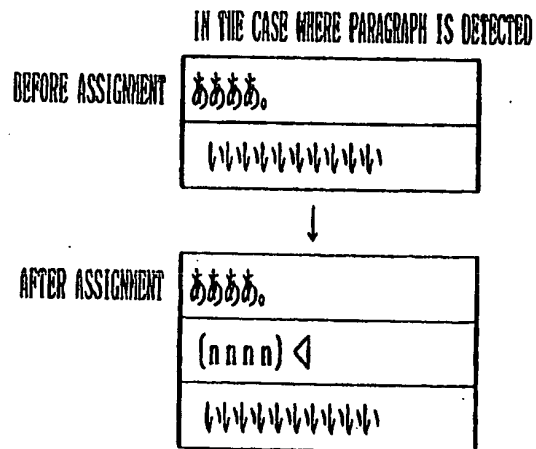 IN THE CASE WHERE PARAGRAPH IS DETECTED
BEFORE ASSIGNMENT
ああああ。
いいいいいいいいいい
↓
AFTER ASSIGNMENT
ああああ。
(nnnn)◁
いいいいいいいいいい